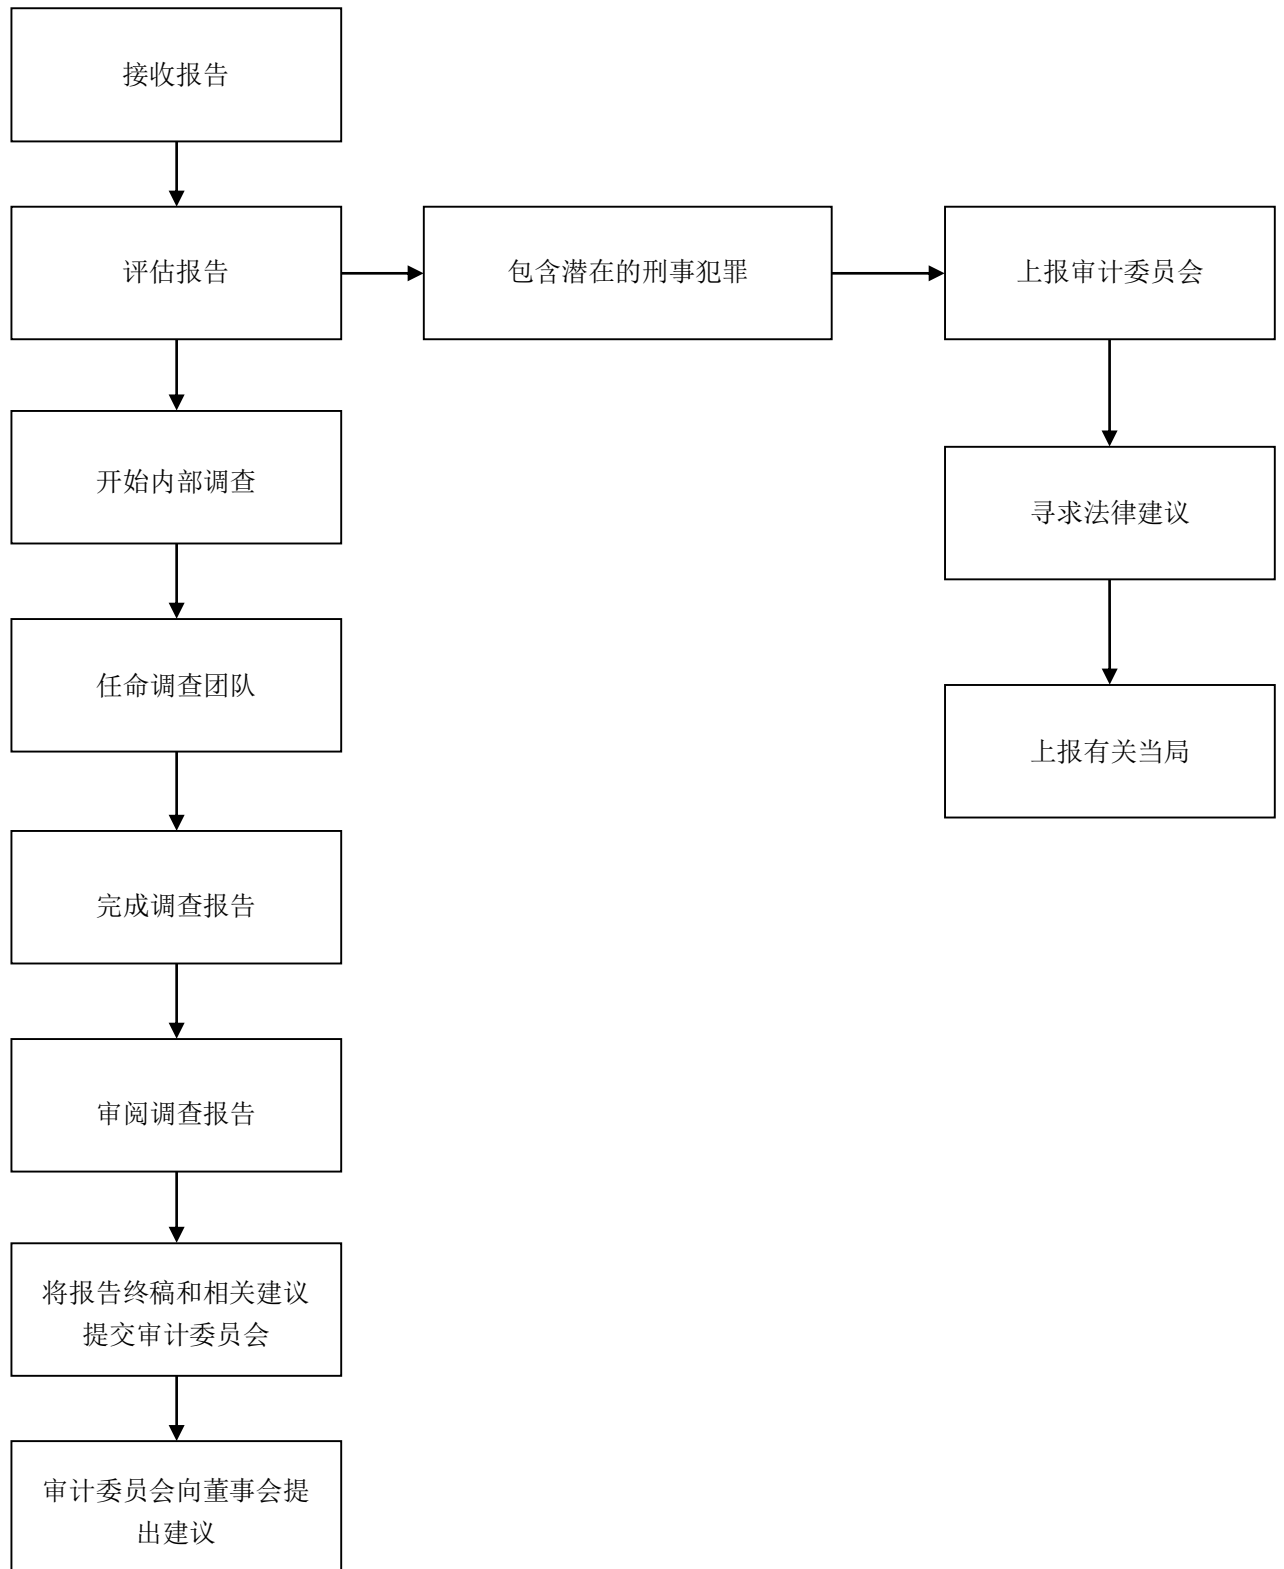 接收报告
评估报告
包含潜在的刑事犯罪
上报审计委员会
开始内部调查
寻求法律建议
任命调查团队
上报有关当局
完成调查报告
审阅调查报告
将报告终稿和相关建议
提交审计委员会
审计委员会向董事会提
出建议